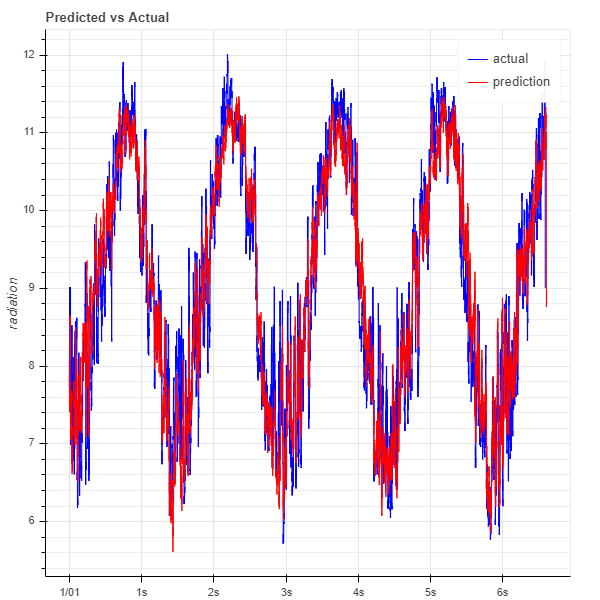 Predicted vs Actual
actual
prediction
12
11
10
9
8
7
6
radiation
1/01 1s 2s 3s 4s 5s 6s